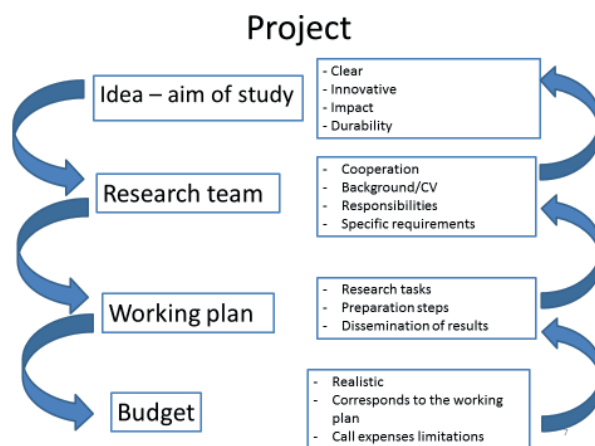 Project
Idea – aim of study
- Clear
- Innovative
- Impact
- Durability
Research team
- Cooperation
- Background/CV
- Responsibilities
- Specific requirements
Working plan
- Research tasks
- Preparation steps
- Dissemination of results
Budget
- Realistic
- Corresponds to the working
plan
- Call expenses limitations
7